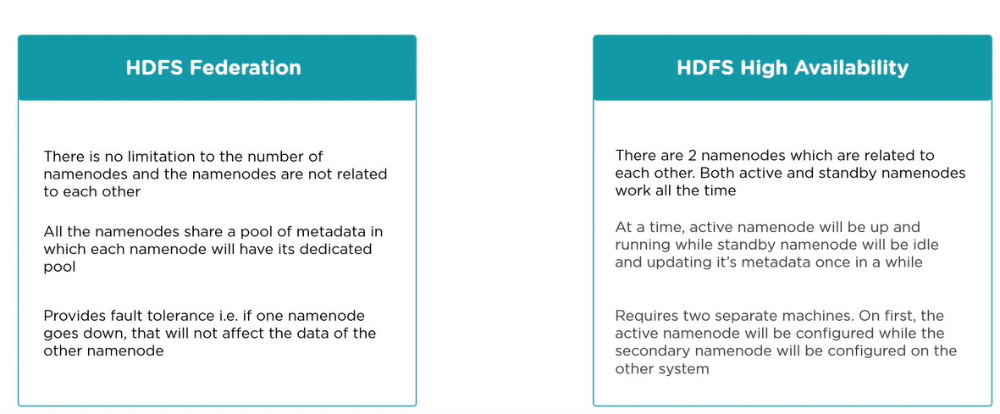 HDFS Federation
There is no limitation to the number of
namenodes and the namenodes are not related
to each other
All the namenodes share a pool of metadata in
which each namenode will have its dedicated
pool
Provides fault tolerance i.e. if one namenode
goes down, that will not affect the data of the
other namenode
HDFS High Availability
There are 2 namenodes which are related to
each other. Both active and standby namenodes
work all the time
At a time, active namenode will be up and
running while standby namenode will be idle
and updating it’s metadata once in a while
Requires two separate machines. On first, the
active namenode will be configured while the
secondary namenode will be configured on the
other system